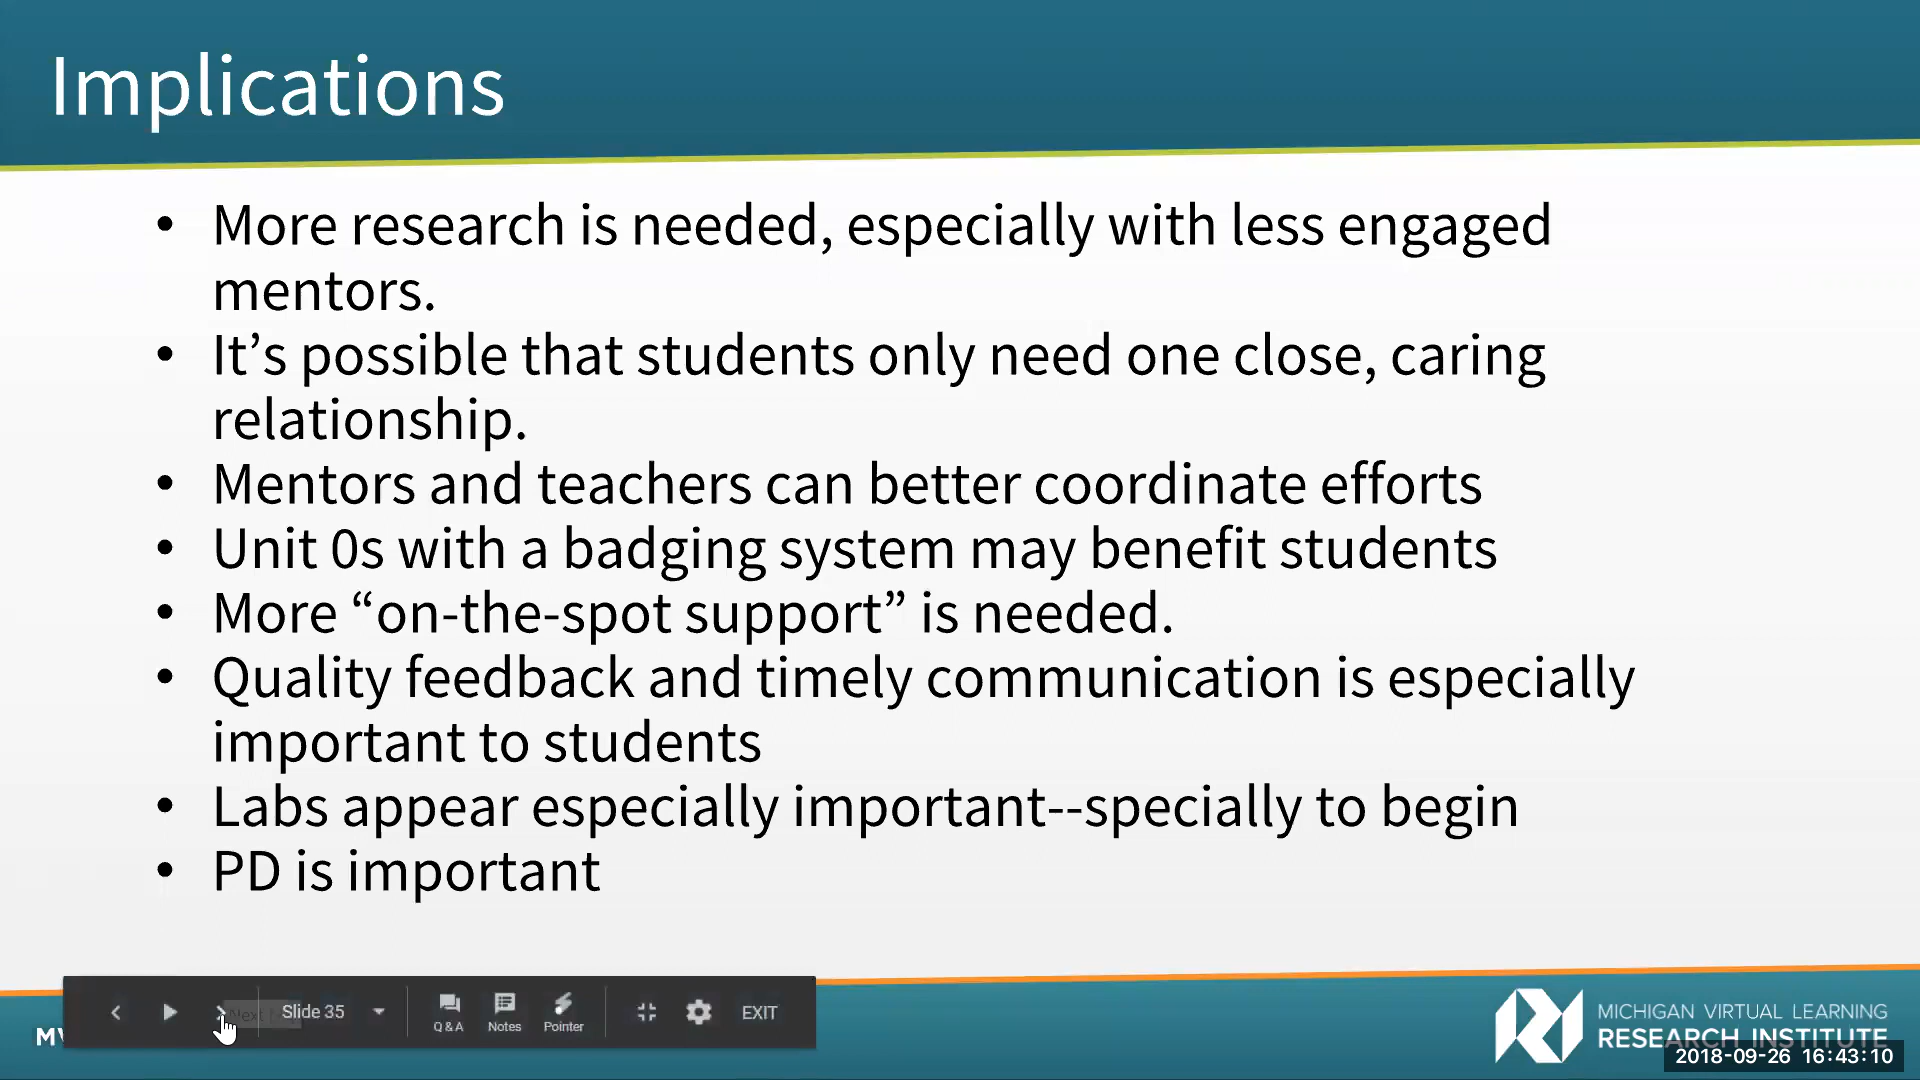 Implications
• More research is needed, especially with less engaged
mentors.
• It’s possible that students only need one close, caring
relationship.
• Mentors and teachers can better coordinate efforts
• Unit 0s with a badging system may benefit students
• More “on-the-spot support” is needed.
• Quality feedback and timely communication is especially
important to students
• Labs appear especially important--specially to begin
• PD is important
Slide 35
Q & A
Notes
Pointer
EXIT
MICHIGAN VIRTUAL LEARNING
RESEARCH INSTITUTE
2018-09-26 16:43:10